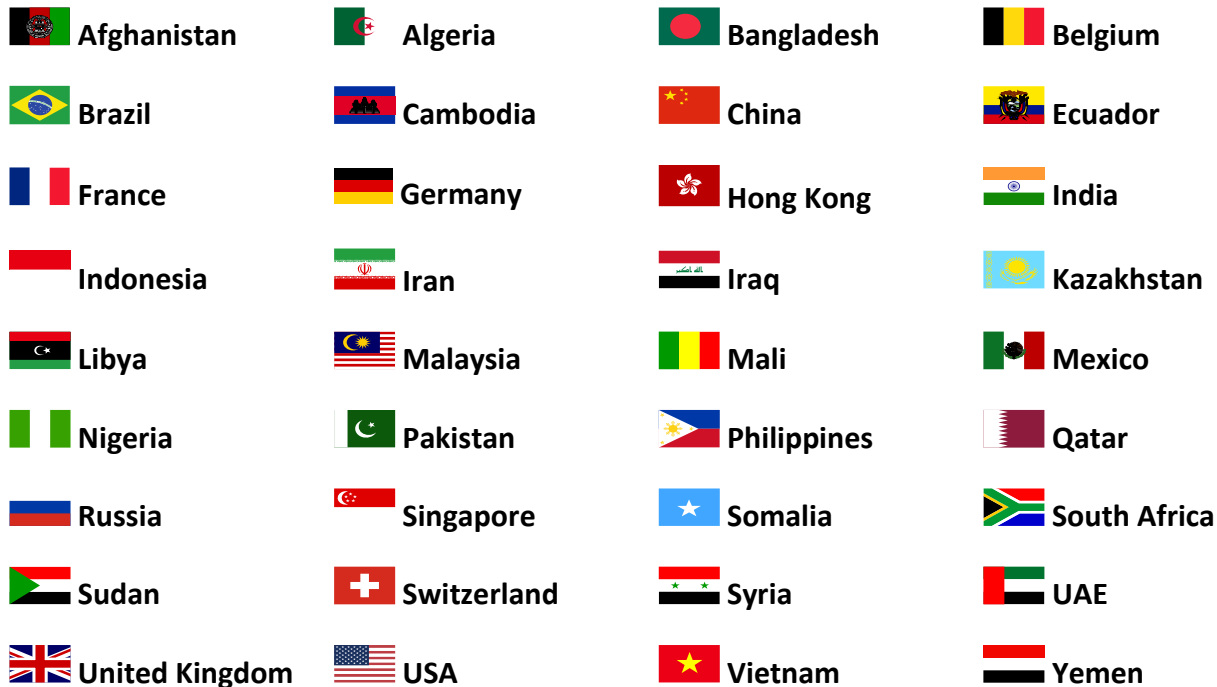 Afghanistan Algeria Bangladesh Belgium
Brazil Cambodia China Ecuador
France Germany Hong Kong India
Indonesia Iran Iraq Kazakhstan
Libya Malaysia Mali Mexico
Nigeria Pakistan Philippines Qatar
Russia Singapore Somalia South Africa
Sudan Switzerland Syria UAE
United Kingdom USA Vietnam Yemen